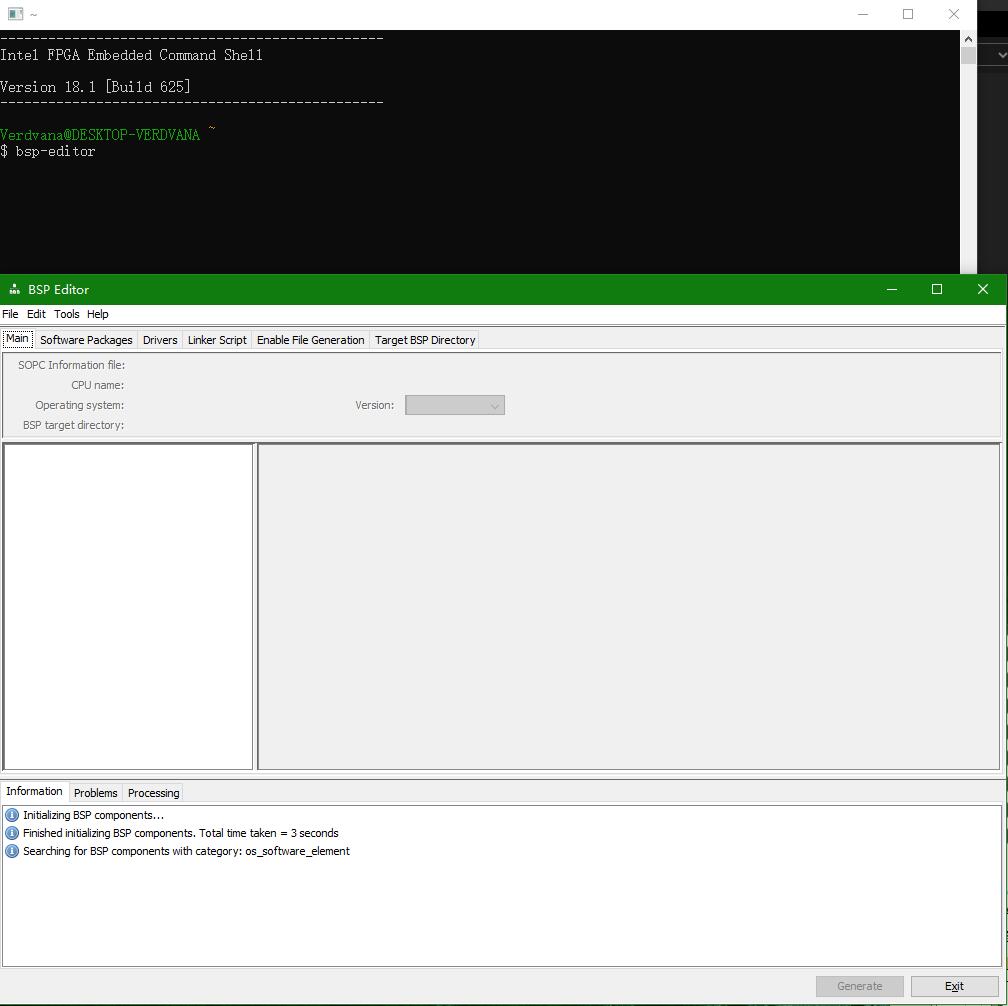 ~
------------------------------------------------
Intel FPGA Embedded Command Shell
Version 18.1 [Build 625]
------------------------------------------------
Verdvana@DESKTOP-VERDVANA ~
$ bsp-editor
BSP Editor
File Edit Tools Help
Main Software Packages Drivers Linker Script Enable File Generation Target BSP Directory
SOPC Information file:
CPU name:
Operating system: Version:
BSP target directory:
Information Problems Processing
Initializing BSP components...
Finished initializing BSP components. Total time taken = 3 seconds
Searching for BSP components with category: os_software_element
Generate Exit